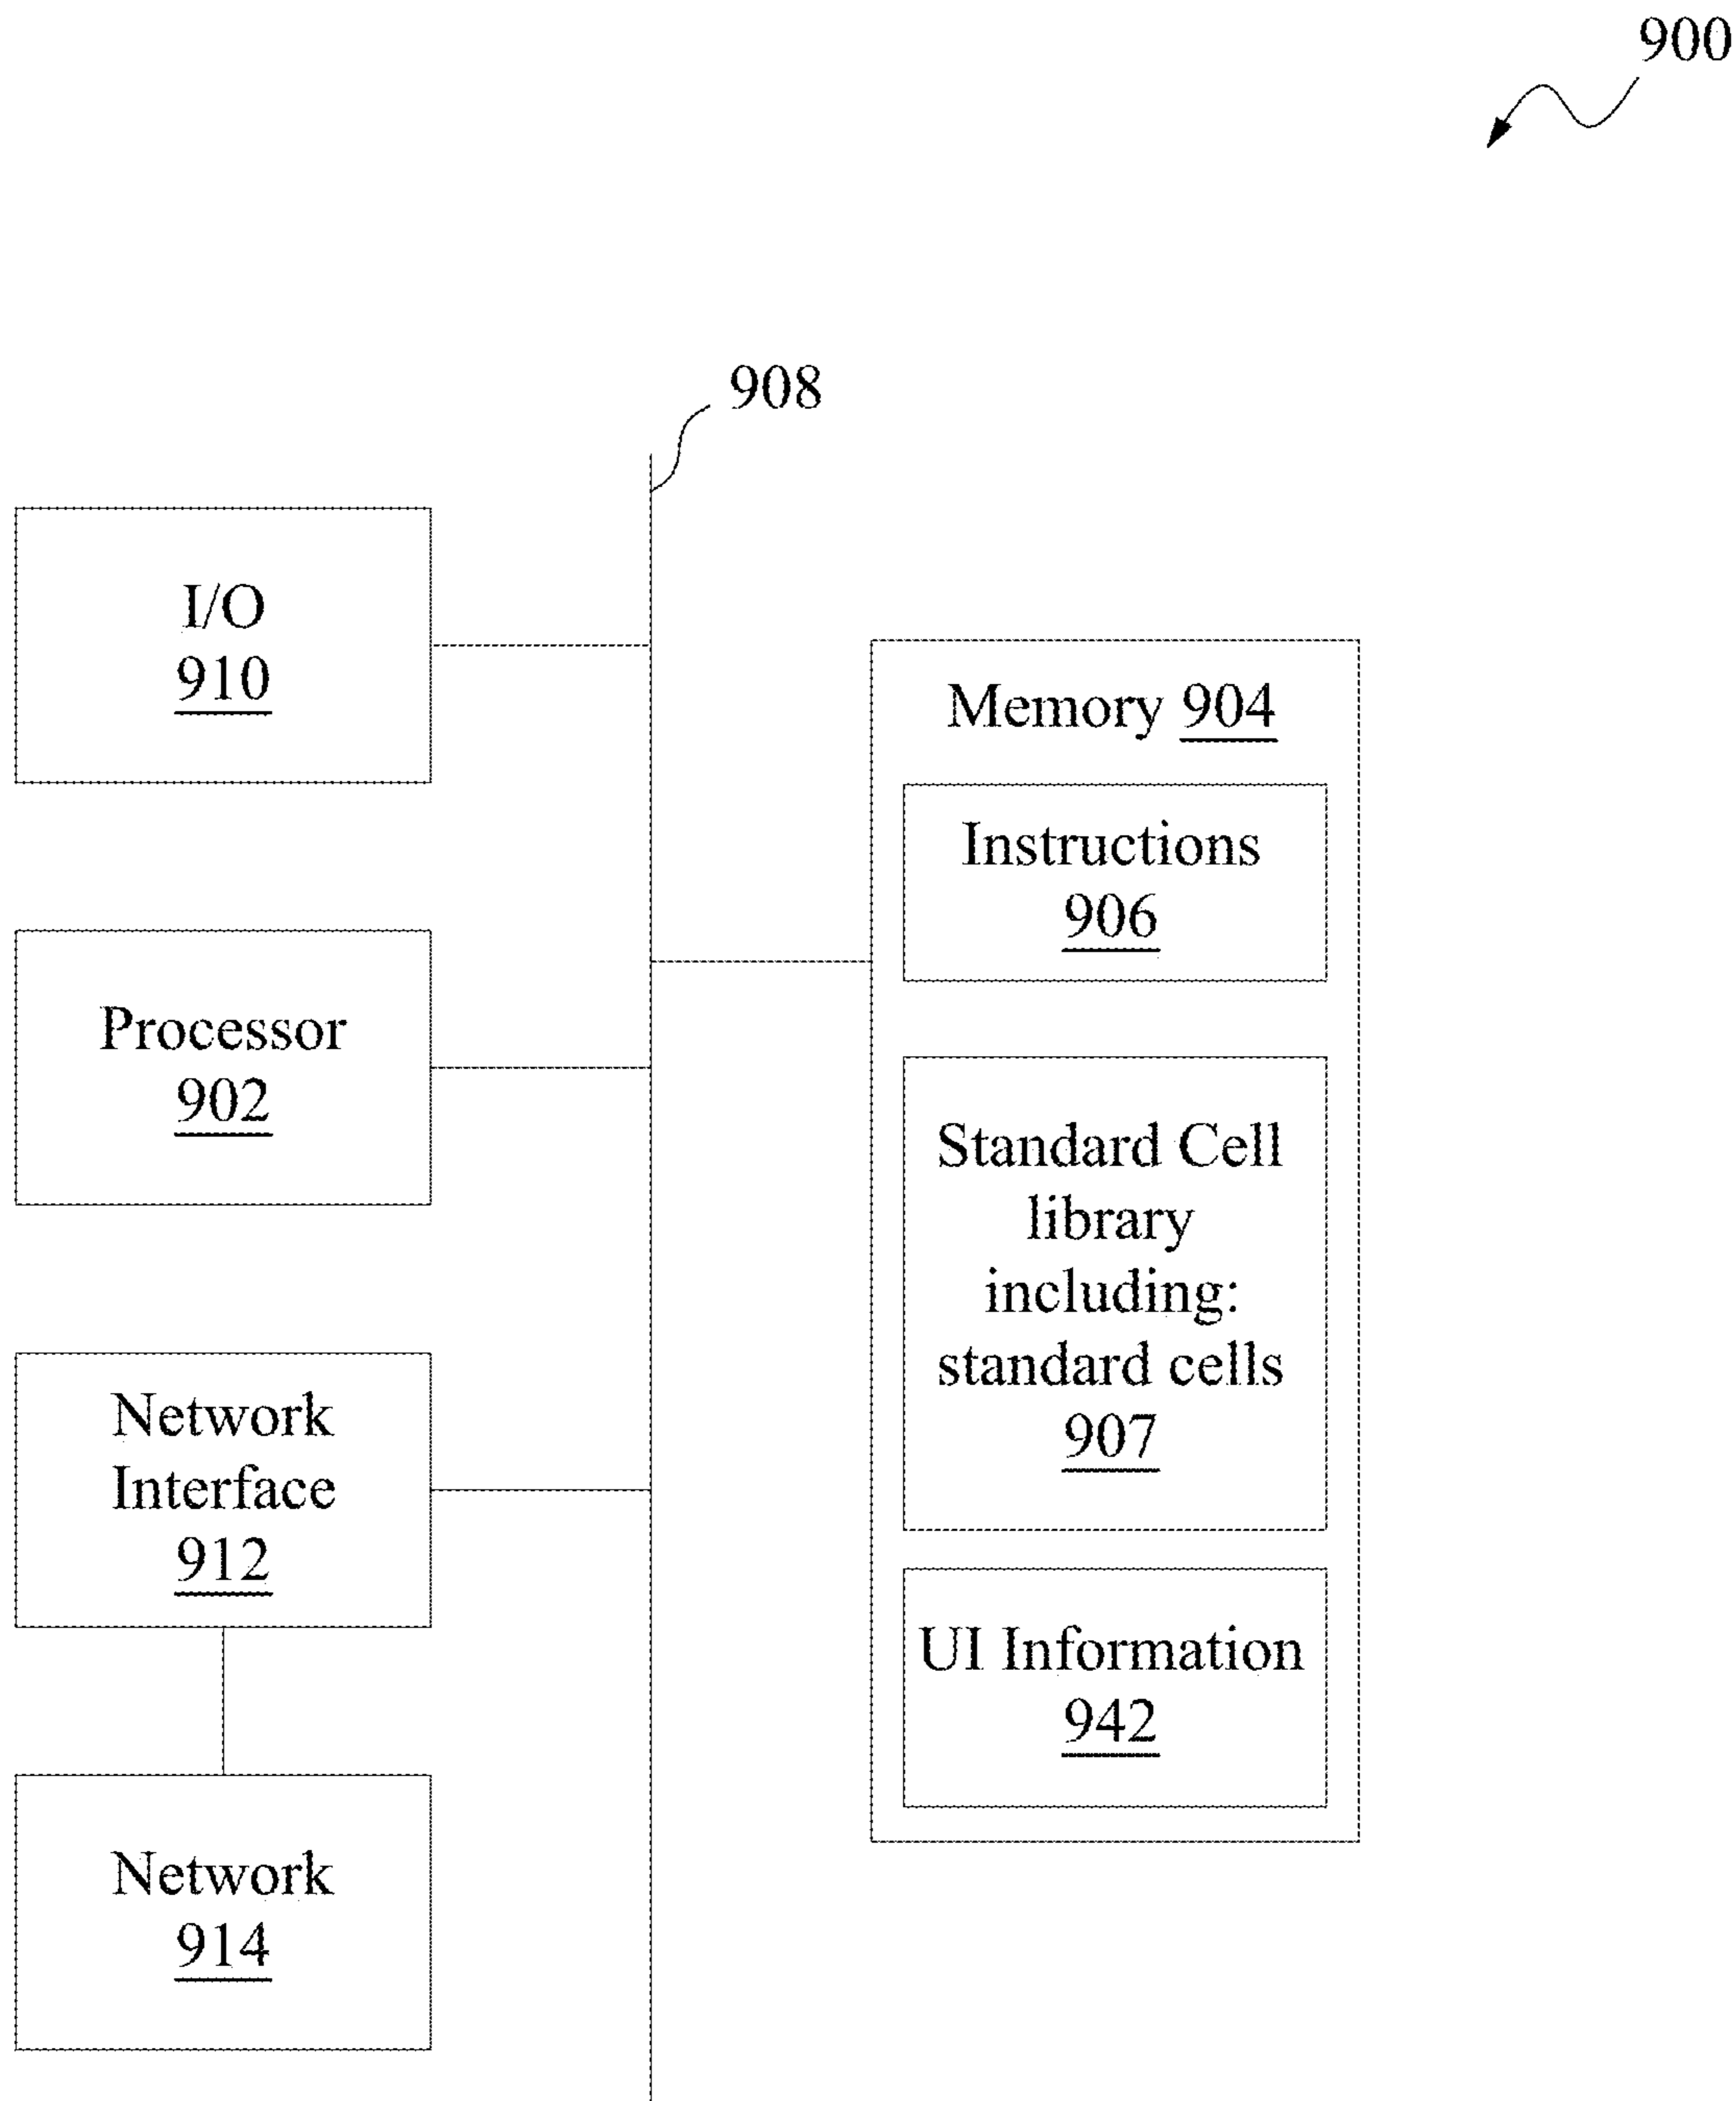 900
908
I/O
910
Processor
902
Network
Interface
912
Network
914
Memory 904
Instructions
906
Standard Cell
library
including:
standard cells
907
UI Information
942